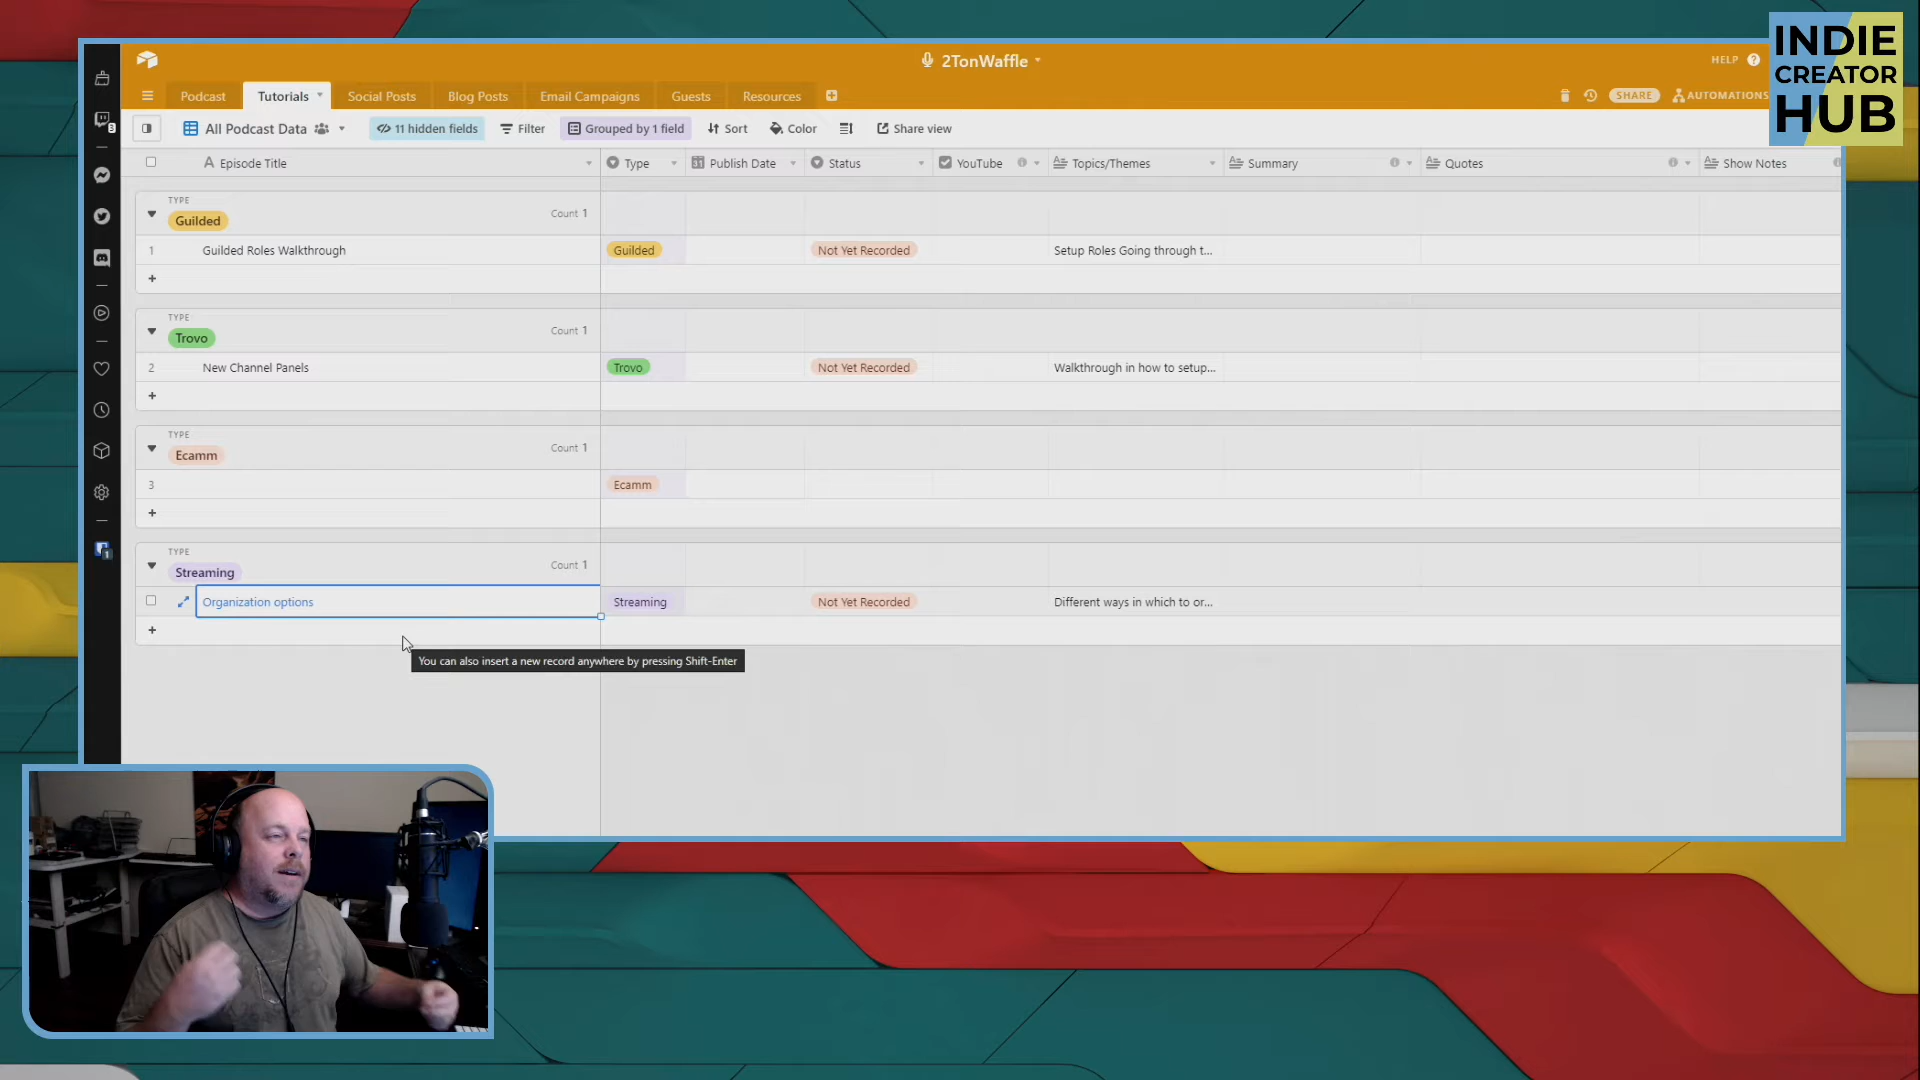 INDIE
CREATOR
HUB
2TonWaffle
HELP ?
Podcast Tutorials Social Posts Blog Posts Email Campaigns Guests Resources
SHARE AUTOMATIONS
All Podcast Data 11 hidden fields Filter Grouped by 1 field Sort Color Share view
A Episode Title Type Publish Date Status YouTube Topics/Themes Summary Quotes Show Notes
TYPE
Guilded Count 1
1 Guilded Roles Walkthrough Guilded Not Yet Recorded Setup Roles Going through t...
+
TYPE
Trovo Count 1
2 New Channel Panels Trovo Not Yet Recorded Walkthrough in how to setup...
+
TYPE
Ecamm Count 1
3 Ecamm
+
TYPE
Streaming Count 1
Organization options Streaming Not Yet Recorded Different ways in which to or...
+
You can also insert a new record anywhere by pressing Shift-Enter
3
1